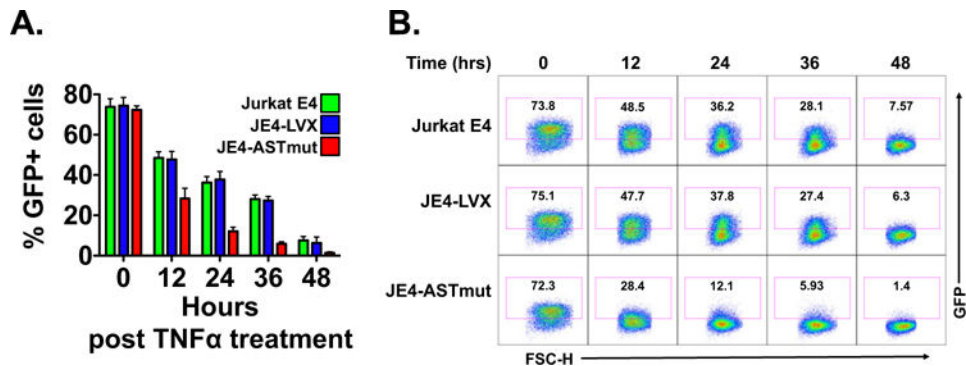 A.
% GFP+ cells
80
60
40
20
0
Jurkat E4
JE4-LVX
JE4-ASTmut
0 12 24 36 48
Hours
post TNFα treatment
B.
Time (hrs) 0 12 24 36 48
Jurkat E4 73.8 48.5 36.2 28.1 7.57
JE4-LVX 75.1 47.7 37.8 27.4 6.3
JE4-ASTmut 72.3 28.4 12.1 5.93 1.4
GFP
FSC-H